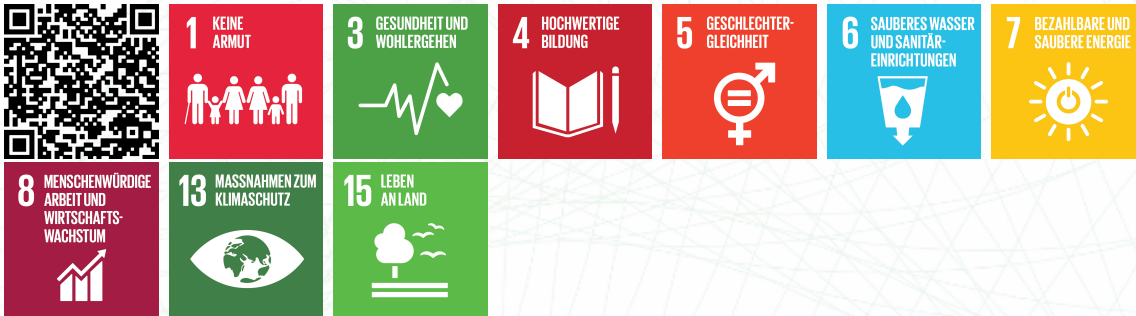 1 KEINE
ARMUT
3 GESUNDHEIT UND
WOHLERGEHEN
4 HOCHWERTIGE
BILDUNG
5 GESCHLECHTER-
GLEICHHEIT
6 SAUBERES WASSER
UND SANITÄR-
EINRICHTUNGEN
7 BEZAHLBARE UND
SAUBERE ENERGIE
8 MENSCHENWÜRDIGE
ARBEIT UND
WIRTSCHAFTS-
WACHSTUM
13 MASSNAHMEN ZUM
KLIMASCHUTZ
15 LEBEN
AN LAND